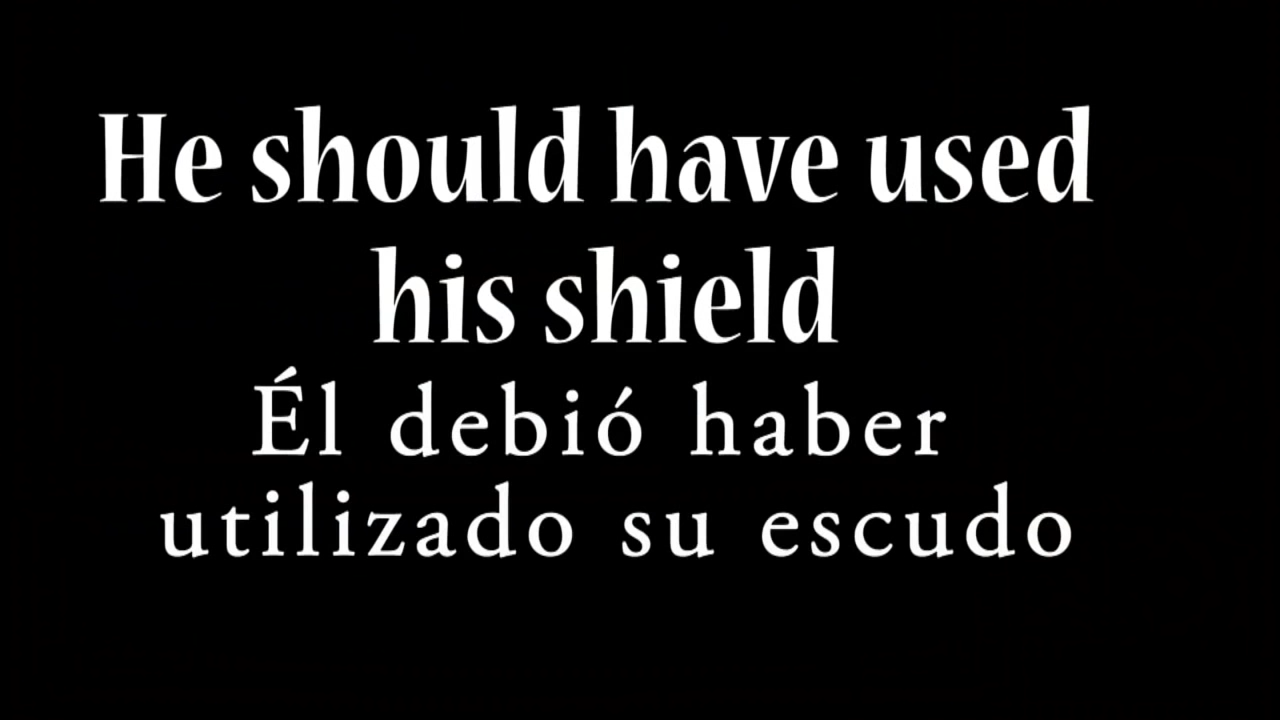 He should have used
his shield
Él debió haber
utilizado su escudo